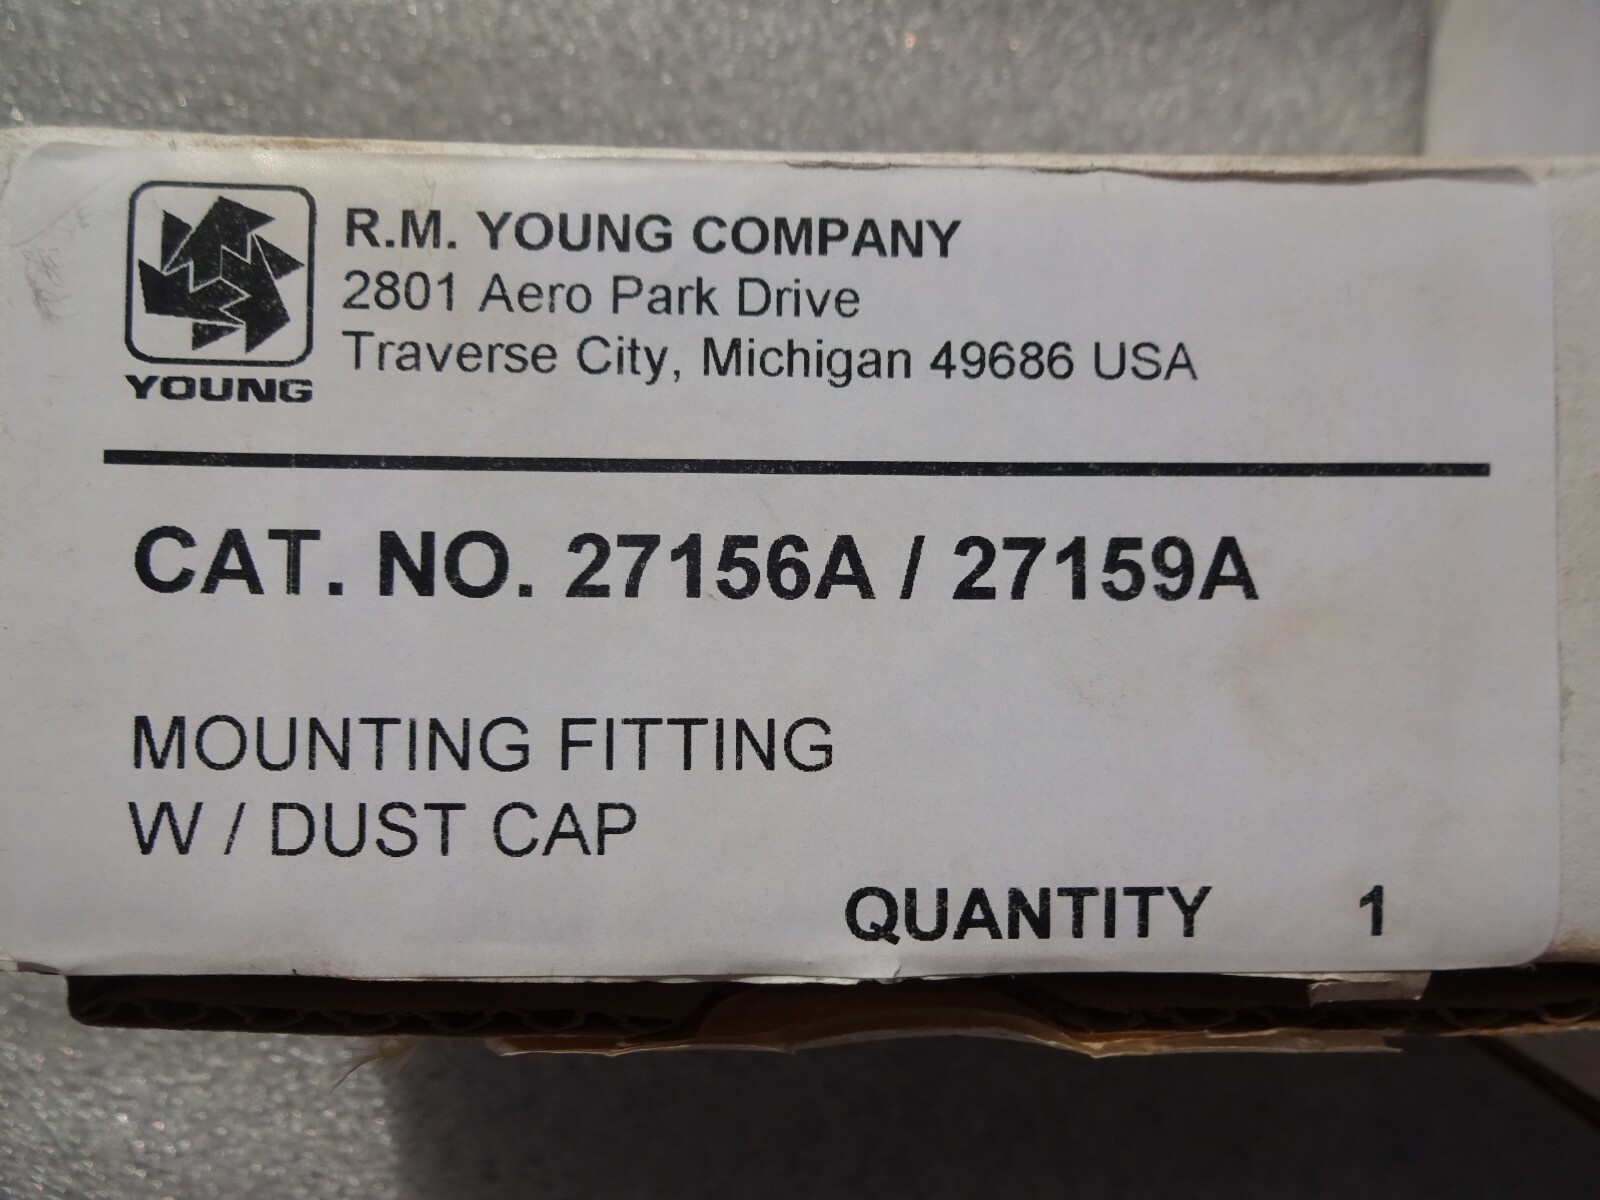 R.M. YOUNG COMPANY
2801 Aero Park Drive
Traverse City, Michigan 49686 USA
YOUNG
CAT. NO. 27156A / 27159A
MOUNTING FITTING
W / DUST CAP
QUANTITY 1